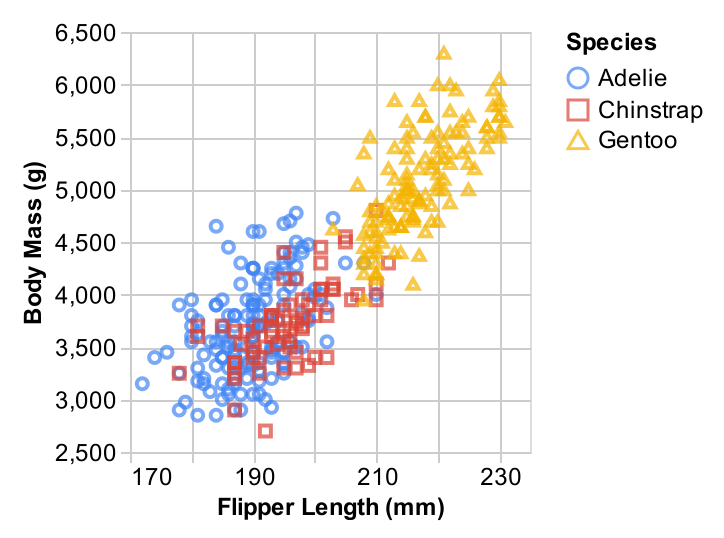 6,500
6,000
5,500
5,000
4,500
4,000
3,500
3,000
2,500
Body Mass (g)
170 190 210 230
Flipper Length (mm)
Species
Adelie
Chinstrap
Gentoo